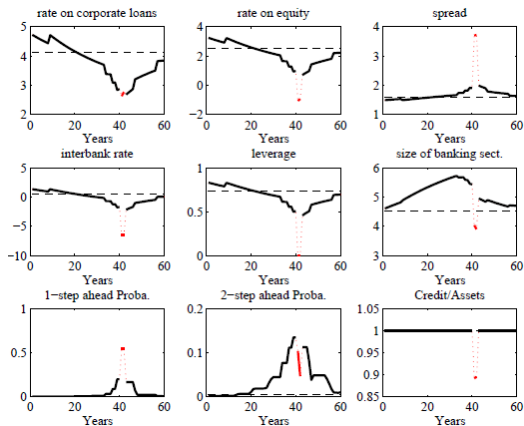 rate on corporate loans rate on equity spread
5 4 4
4 2 3
3 0 2
2 -2 1
0 20 40 60 0 20 40 60 0 20 40 60
Years Years Years
interbank rate leverage size of banking sect.
5 1 6
0 0.5 5
-5 4
-10 0 3
0 20 40 60 0 20 40 60 0 20 40 60
Years Years Years
1-step ahead Proba. 2-step ahead Proba. Credit/Assets
1 0.2 1.05
1
0.5 0.1 0.95
0.9
0 0 0.85
0 20 40 60 0 20 40 60 0 20 40 60
Years Years Years